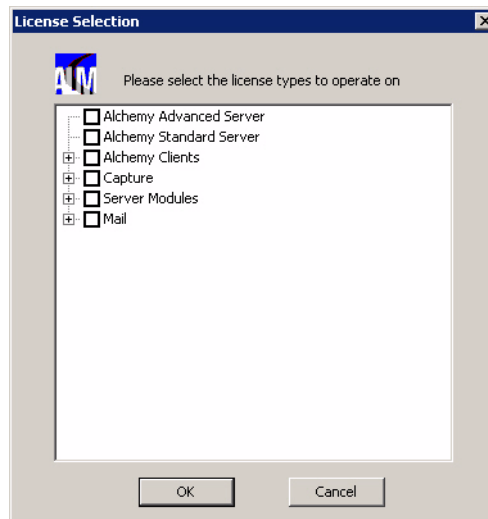 License Selection
ALM
Please select the license types to operate on
Alchemy Advanced Server
Alchemy Standard Server
Alchemy Clients
Capture
Server Modules
Mail
OK
Cancel